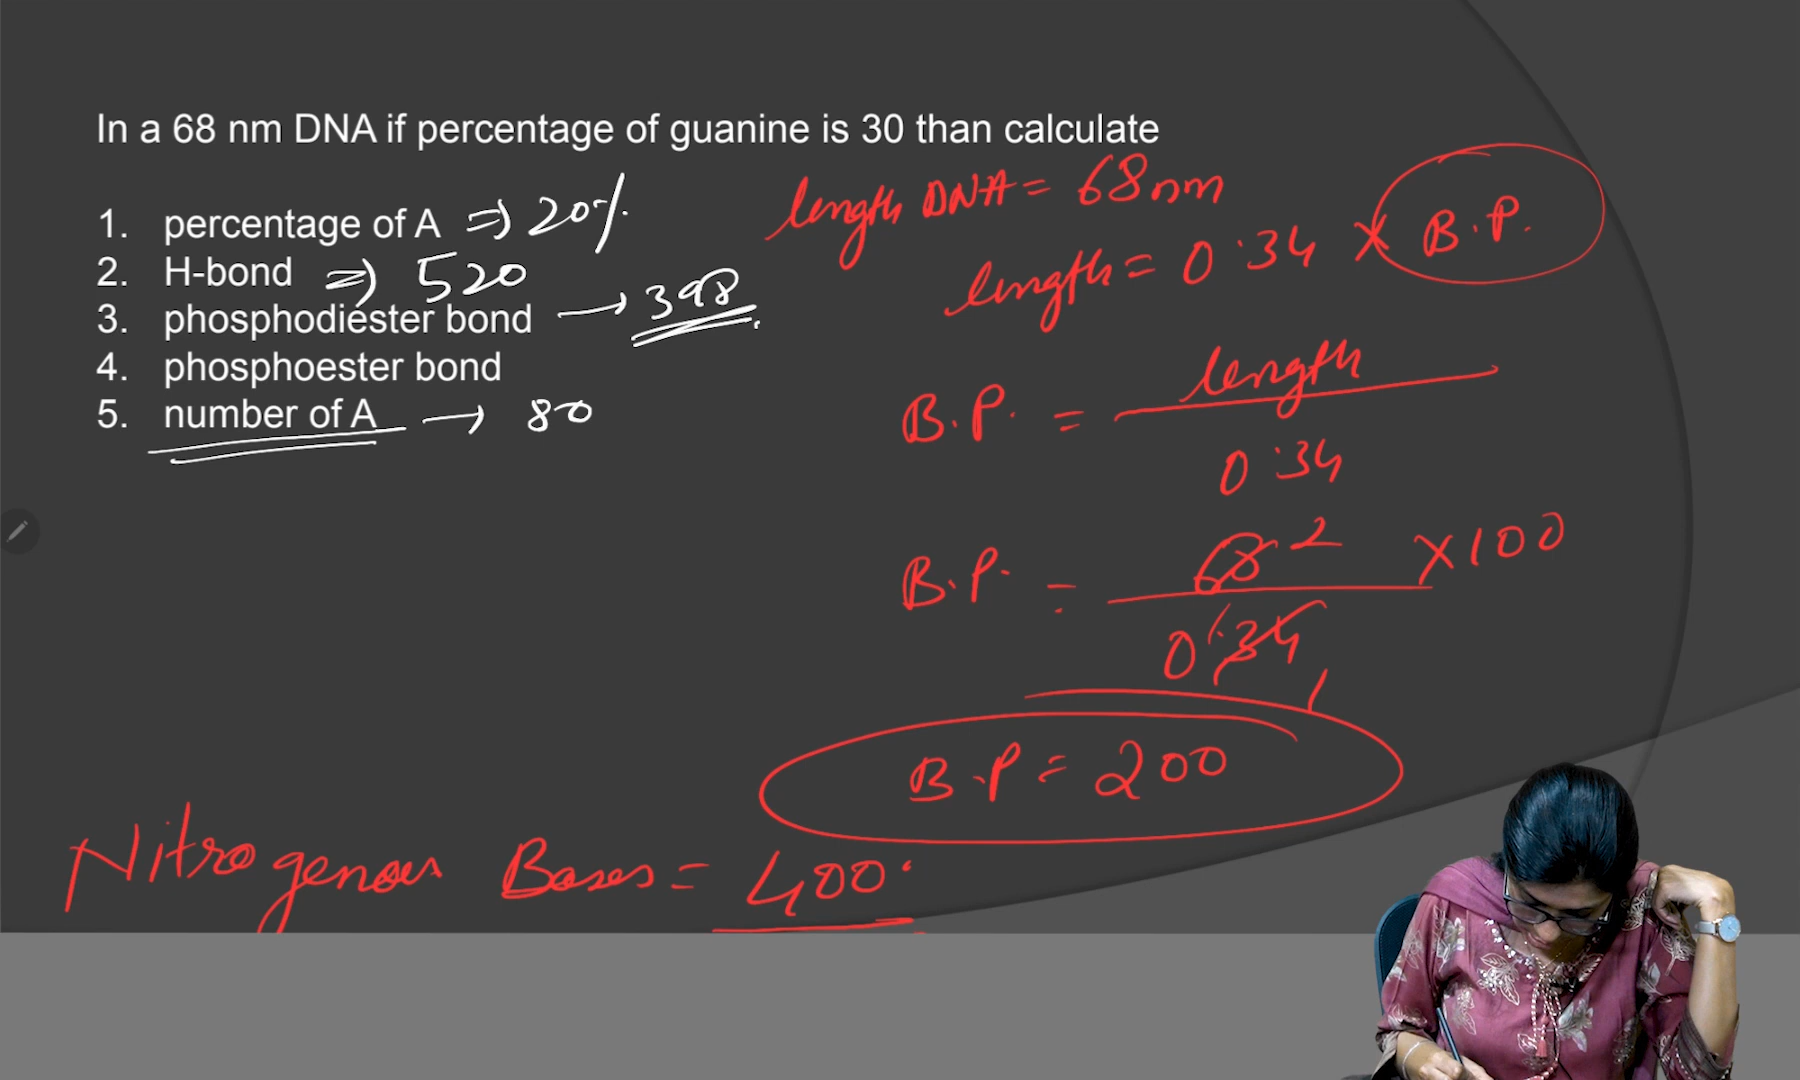 In a 68 nm DNA if percentage of guanine is 30 than calculate
1. percentage of A ⇒ 20%
2. H-bond ⇒ 520
3. phosphodiester bond → 398
4. phosphoester bond
5. number of A → 80
length DNA = 68nm
length = 0.34 × B.P.
B.P. = length / 0.34
B.P. = 68 2 / 0.34 1 ×100
B.P = 200
Nitrogenous Bases = 400.